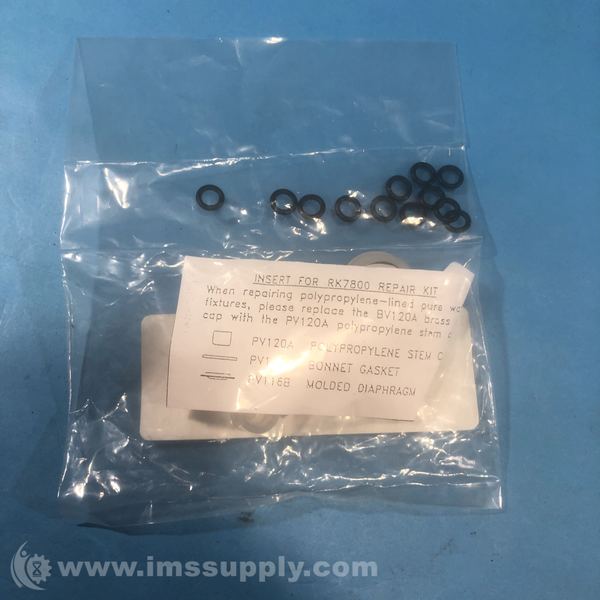 INSERT FOR RK7800 REPAIR KIT
When repairing polypropylene-lined pure
fixtures, please replace the BV120A brass
cap with the PV120A polypropylene stem
PV120A POLYPROPYLENE STEM
BONNET GASKET
PV116B MOLDED DIAPHRAGM
www.imssupply.com